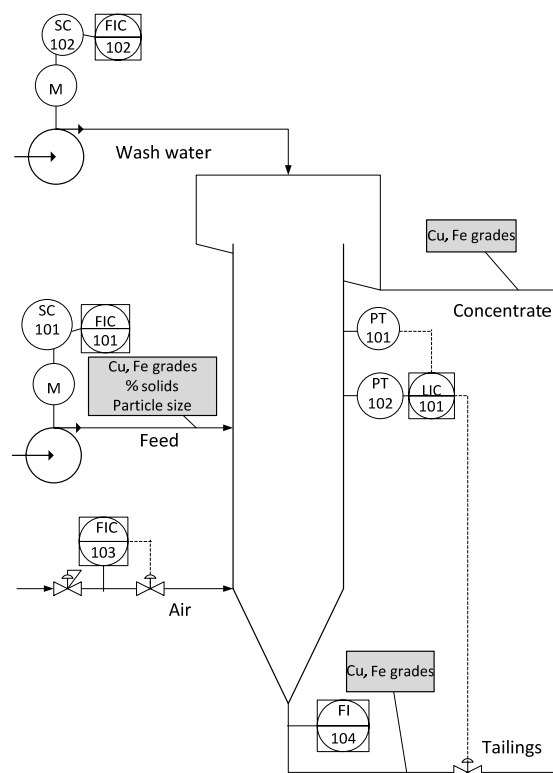 SC
102
FIC
102
M
Wash water
Cu, Fe grades
Concentrate
SC
101
FIC
101
M
Cu, Fe grades
% solids
Particle size
Feed
PT
101
PT
102
LIC
101
FIC
103
Air
Cu, Fe grades
FI
104
Tailings